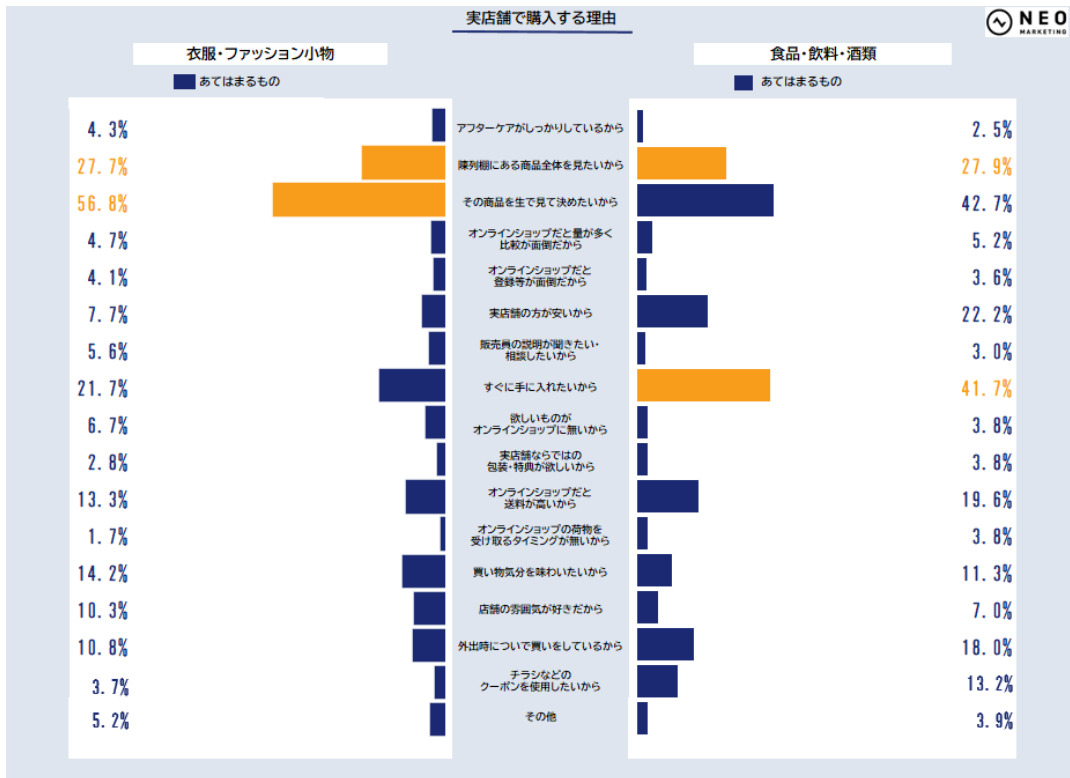 実店舗で購入する理由
NEO
MARKETING
衣服・ファッション小物
食品・飲料・酒類
あてはまるもの
あてはまるもの
4.3%
アフターケアがしっかりしているから
2.5%
27.7%
陳列棚にある商品全体を見たいから
27.9%
56.8%
その商品を生で見て決めたいから
42.7%
4.7%
オンラインショップだと量が多く
比較が面倒だから
5.2%
4.1%
オンラインショップだと
登録等が面倒だから
3.6%
7.7%
実店舗の方が安いから
22.2%
5.6%
販売員の説明が聞きたい・
相談したいから
3.0%
21.7%
すぐに手に入れたいから
41.7%
6.7%
欲しいものが
オンラインショップに無いから
3.8%
2.8%
実店舗ならではの
包装・特典が欲しいから
3.8%
13.3%
オンラインショップだと
送料が高いから
19.6%
1.7%
オンラインショップの荷物を
受け取るタイミングが無いから
3.8%
14.2%
買い物気分を味わいたいから
11.3%
10.3%
店舗の雰囲気が好きだから
7.0%
10.8%
外出時についで買いをしているから
18.0%
3.7%
チラシなどの
クーポンを使用したいから
13.2%
5.2%
その他
3.9%